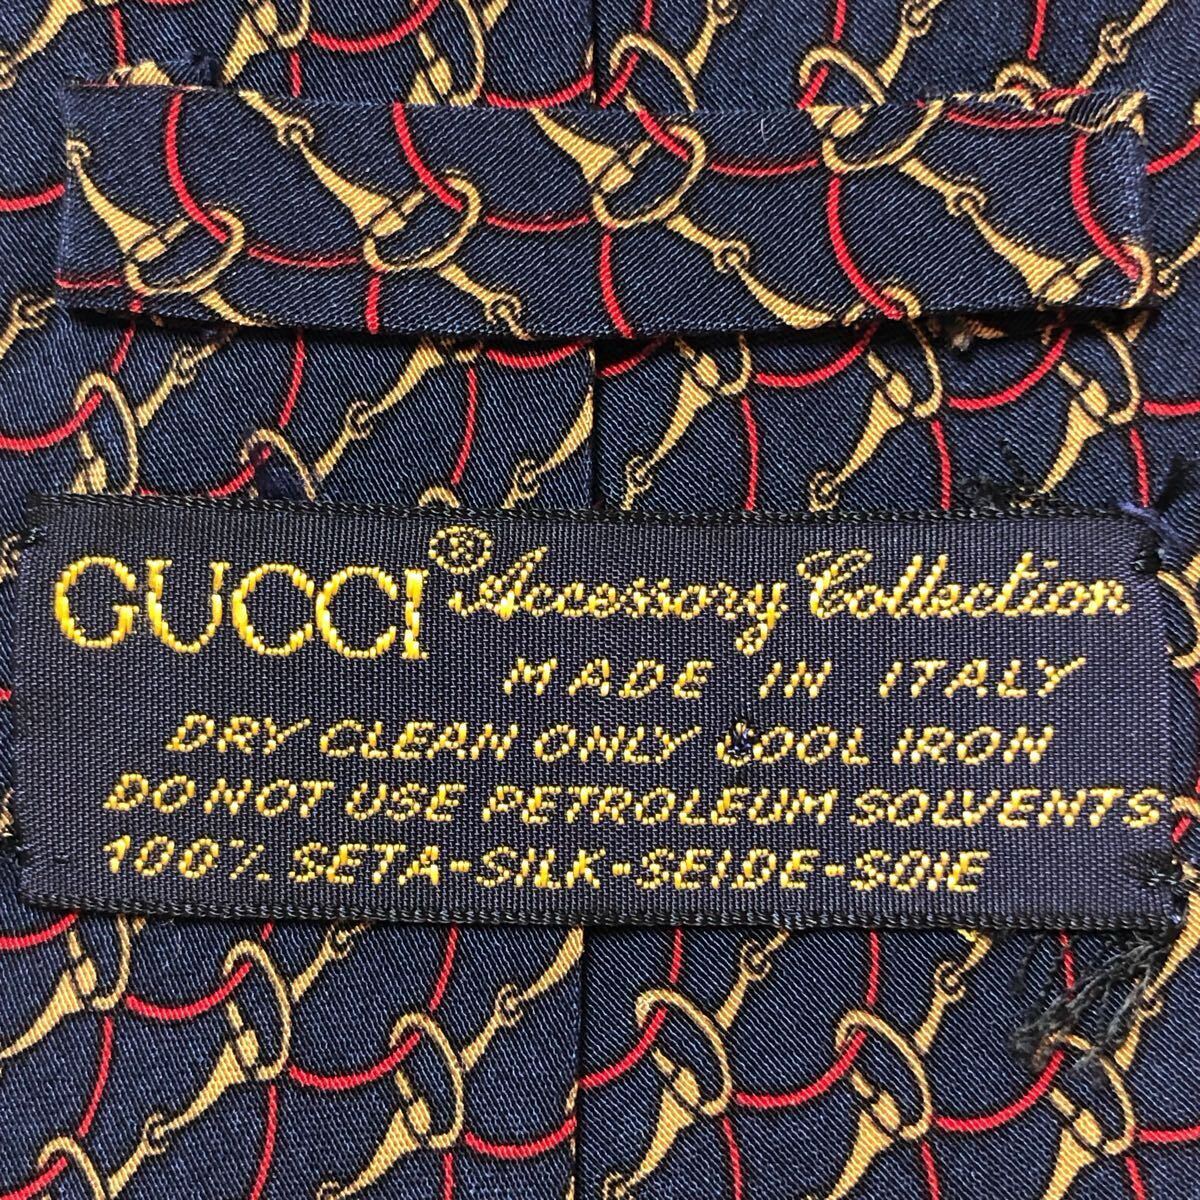 GUCCI® Accessory Collection
MADE IN ITALY
DRY CLEAN ONLY COOL IRON
DO NOT USE PETROLEUM SOLVENTS
100% SETA-SILK-SEIDE-SOIE